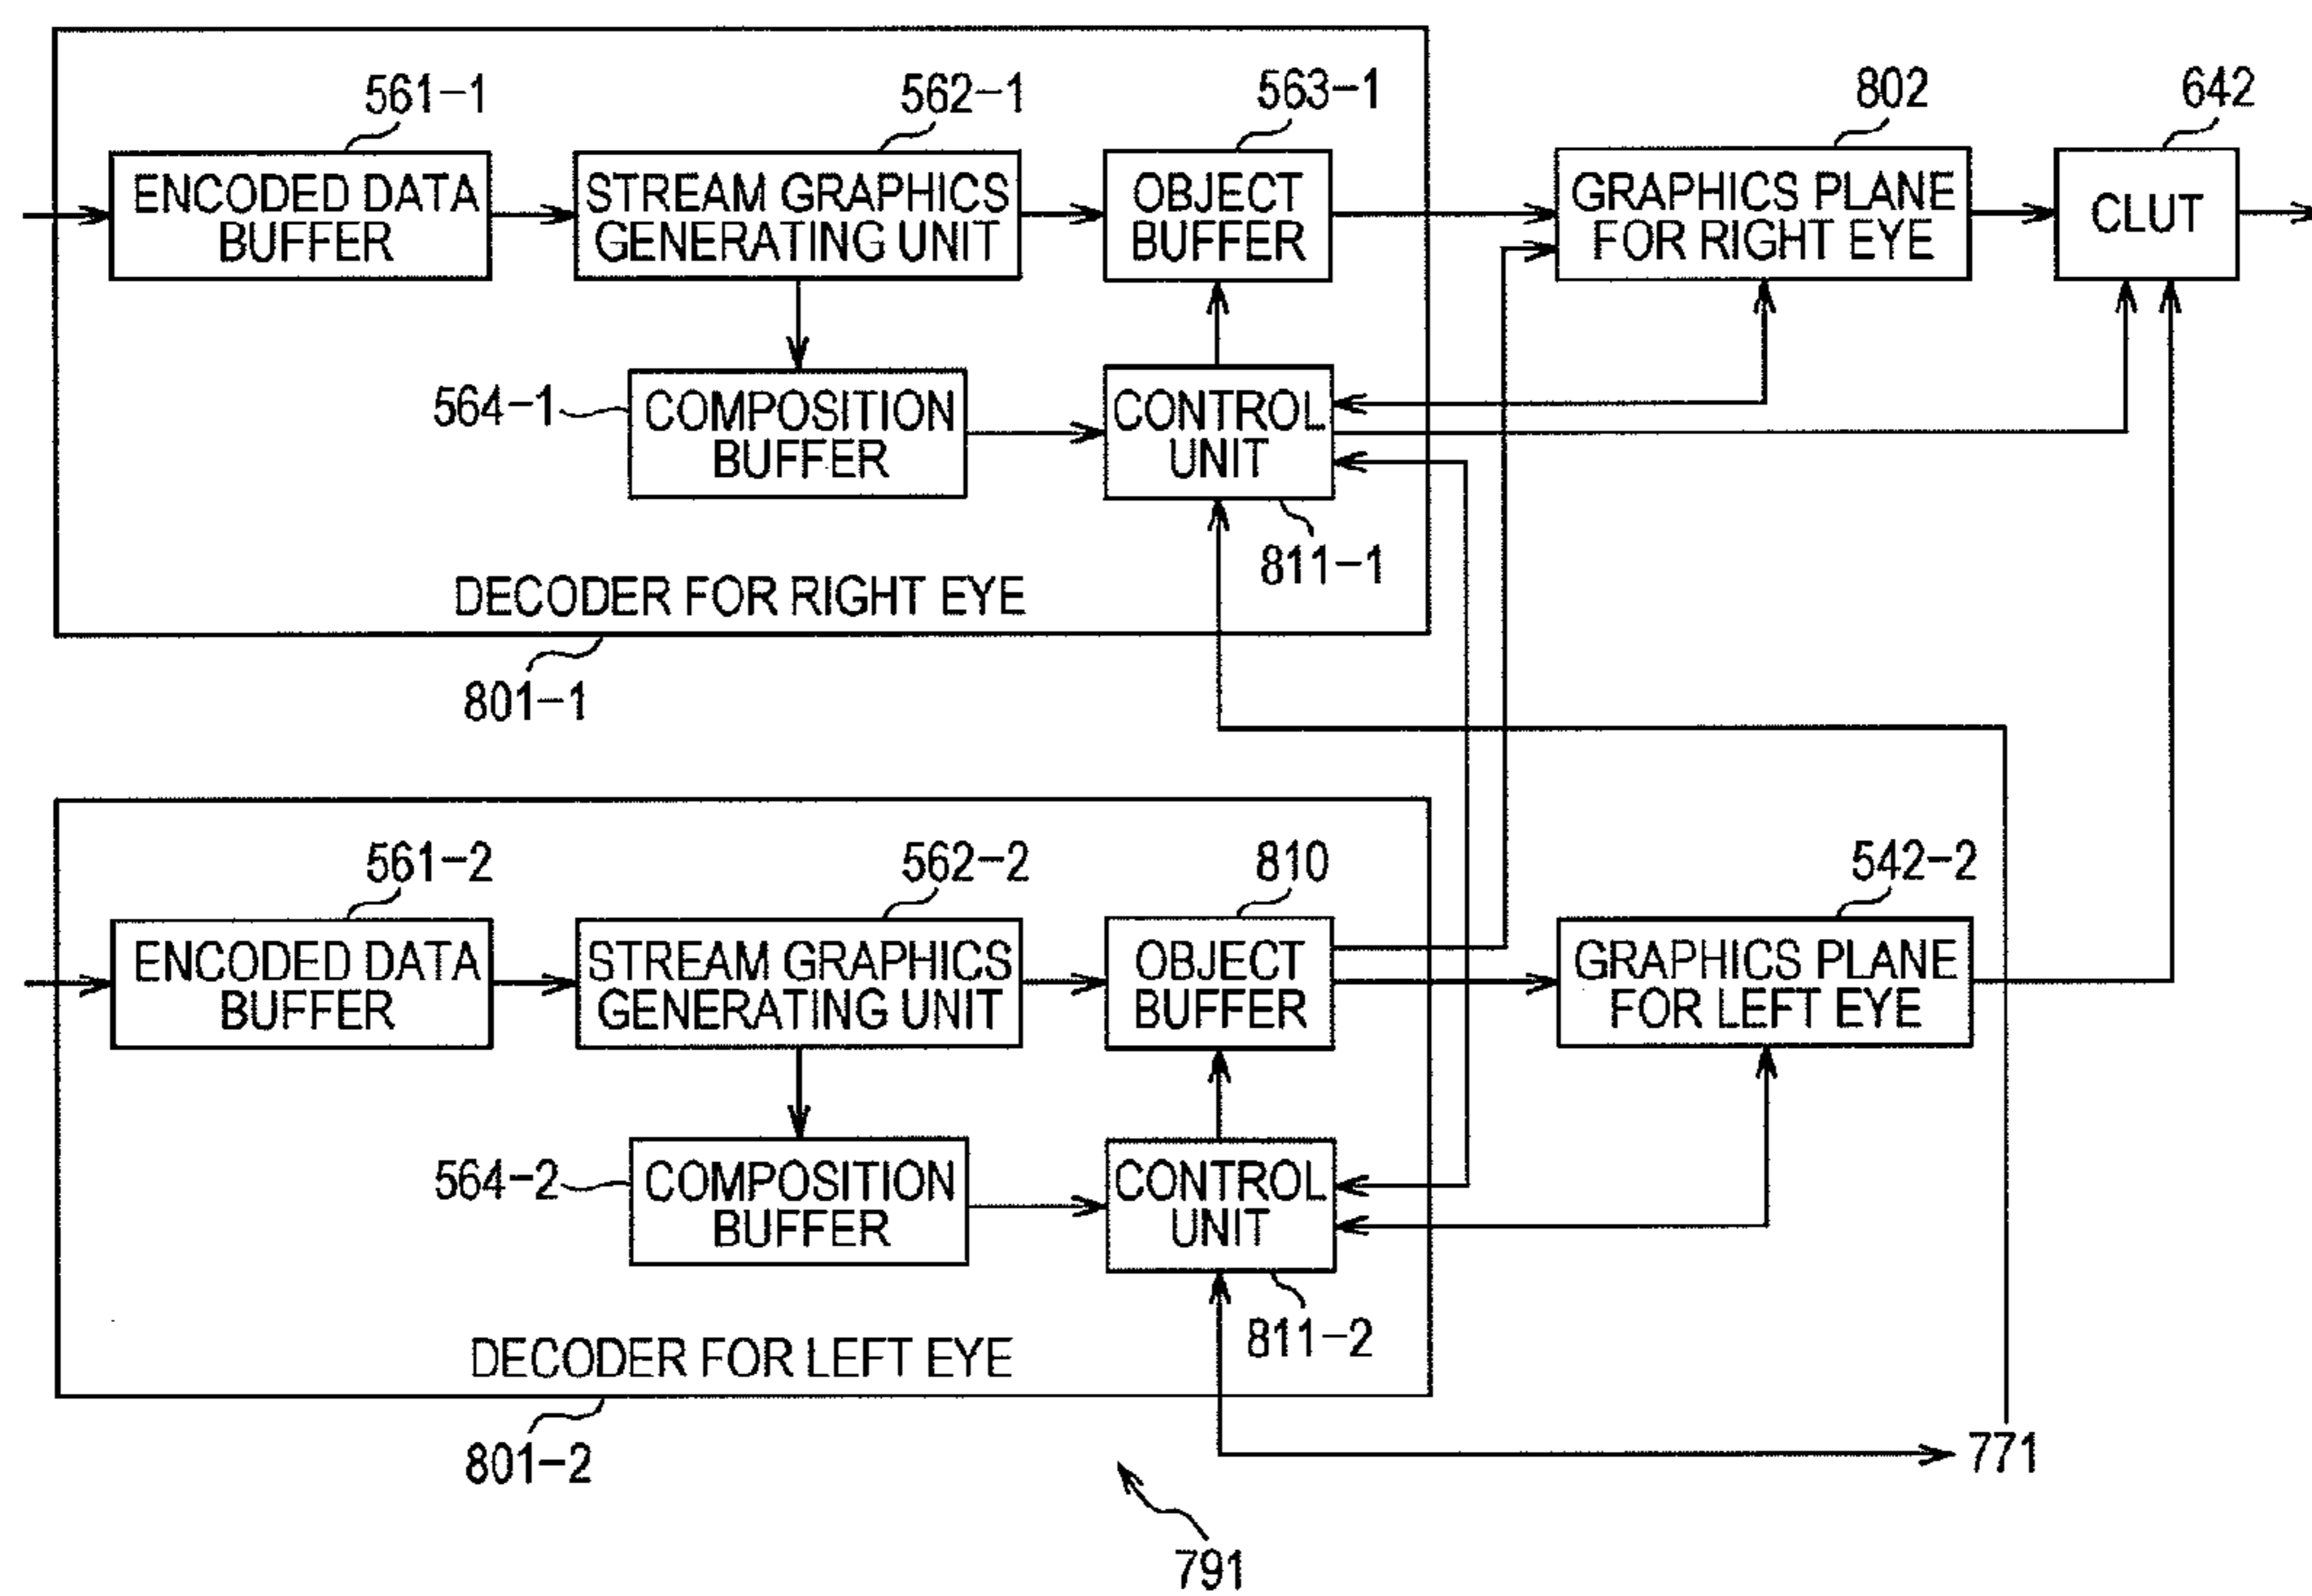 561-1
562-1
563-1
802
642
ENCODED DATA
BUFFER
STREAM GRAPHICS
GENERATING UNIT
OBJECT
BUFFER
GRAPHICS PLANE
FOR RIGHT EYE
CLUT
564-1
COMPOSITION
BUFFER
CONTROL
UNIT
811-1
DECODER FOR RIGHT EYE
801-1
561-2
562-2
810
542-2
ENCODED DATA
BUFFER
STREAM GRAPHICS
GENERATING UNIT
OBJECT
BUFFER
GRAPHICS PLANE
FOR LEFT EYE
564-2
COMPOSITION
BUFFER
CONTROL
UNIT
811-2
DECODER FOR LEFT EYE
801-2
771
791